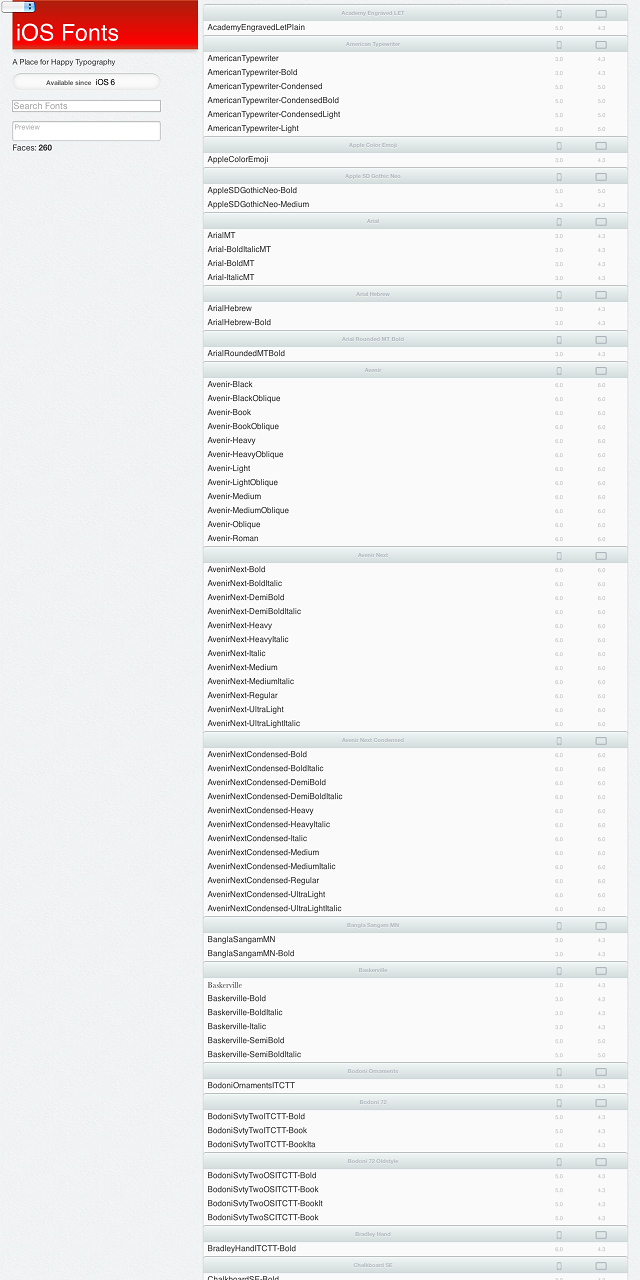 iOS Fonts
A Place for Happy Typography
Available since iOS 6
Search Fonts
Preview
Faces: 260
Academy Engraved LET
AcademyEngravedLetPlain 5.0 4.3
American Typewriter
AmericanTypewriter 3.0 4.3
AmericanTypewriter-Bold 3.0 4.3
AmericanTypewriter-Condensed 5.0 5.0
AmericanTypewriter-CondensedBold 5.0 5.0
AmericanTypewriter-CondensedLight 5.0 5.0
AmericanTypewriter-Light 5.0 5.0
Apple Color Emoji
AppleColorEmoji 3.0 4.3
Apple SD Gothic Neo
AppleSDGothicNeo-Bold 5.0 5.0
AppleSDGothicNeo-Medium 4.3 4.3
Arial
ArialMT 3.0 4.3
Arial-BoldItalicMT 3.0 4.3
Arial-BoldMT 3.0 4.3
Arial-ItalicMT 3.0 4.3
Arial Hebrew
ArialHebrew 3.0 4.3
ArialHebrew-Bold 3.0 4.3
Arial Rounded MT Bold
ArialRoundedMTBold 3.0 4.3
Avenir
Avenir-Black 6.0 6.0
Avenir-BlackOblique 6.0 6.0
Avenir-Book 6.0 6.0
Avenir-BookOblique 6.0 6.0
Avenir-Heavy 6.0 6.0
Avenir-HeavyOblique 6.0 6.0
Avenir-Light 6.0 6.0
Avenir-LightOblique 6.0 6.0
Avenir-Medium 6.0 6.0
Avenir-MediumOblique 6.0 6.0
Avenir-Oblique 6.0 6.0
Avenir-Roman 6.0 6.0
Avenir Next
AvenirNext-Bold 6.0 6.0
AvenirNext-BoldItalic 6.0 6.0
AvenirNext-DemiBold 6.0 6.0
AvenirNext-DemiBoldItalic 6.0 6.0
AvenirNext-Heavy 6.0 6.0
AvenirNext-HeavyItalic 6.0 6.0
AvenirNext-Italic 6.0 6.0
AvenirNext-Medium 6.0 6.0
AvenirNext-MediumItalic 6.0 6.0
AvenirNext-Regular 6.0 6.0
AvenirNext-UltraLight 6.0 6.0
AvenirNext-UltraLightItalic 6.0 6.0
Avenir Next Condensed
AvenirNextCondensed-Bold 6.0 6.0
AvenirNextCondensed-BoldItalic 6.0 6.0
AvenirNextCondensed-DemiBold 6.0 6.0
AvenirNextCondensed-DemiBoldItalic 6.0 6.0
AvenirNextCondensed-Heavy 6.0 6.0
AvenirNextCondensed-HeavyItalic 6.0 6.0
AvenirNextCondensed-Italic 6.0 6.0
AvenirNextCondensed-Medium 6.0 6.0
AvenirNextCondensed-MediumItalic 6.0 6.0
AvenirNextCondensed-Regular 6.0 6.0
AvenirNextCondensed-UltraLight 6.0 6.0
AvenirNextCondensed-UltraLightItalic 6.0 6.0
Bangla Sangam MN
BanglaSangamMN 3.0 4.3
BanglaSangamMN-Bold 3.0 4.3
Baskerville
Baskerville 3.0 4.3
Baskerville-Bold 3.0 4.3
Baskerville-BoldItalic 3.0 4.3
Baskerville-Italic 3.0 4.3
Baskerville-SemiBold 5.0 5.0
Baskerville-SemiBoldItalic 5.0 5.0
Bodoni Ornaments
BodoniOrnamentsITCTT 5.0 4.3
Bodoni 72
BodoniSvtyTwoITCTT-Bold 5.0 4.3
BodoniSvtyTwoITCTT-Book 5.0 4.3
BodoniSvtyTwoITCTT-BookIta 5.0 4.3
Bodoni 72 Oldstyle
BodoniSvtyTwoOSITCTT-Bold 5.0 4.3
BodoniSvtyTwoOSITCTT-Book 5.0 4.3
BodoniSvtyTwoOSITCTT-BookIt 5.0 4.3
BodoniSvtyTwoSCITCTT-Book 5.0 4.3
Bradley Hand
BradleyHandITCTT-Bold 6.0 4.3
Chalkboard SE
ChalkboardSE-Bold